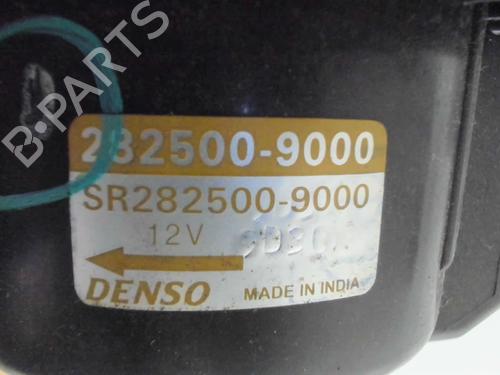 B-PARTS
282500-9000
SR282500-9000
12V
DENSO MADE IN INDIA